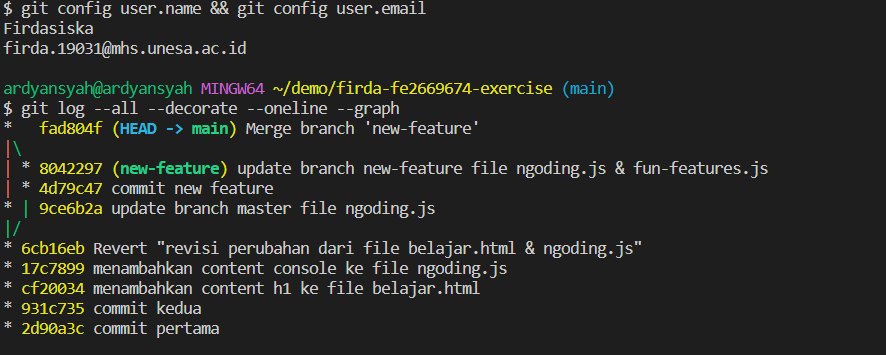 $ git config user.name && git config user.email
Firdasiska
firda.19031@mhs.unesa.ac.id
ardyansyah@ardyansyah MINGW64 ~/demo/firda-fe2669674-exercise (main)
$ git log --all --decorate --oneline --graph
*   fad804f (HEAD -> main) Merge branch 'new-feature'
|\
| * 8042297 (new-feature) update branch new-feature file ngoding.js & fun-features.js
| * 4d79c47 commit new feature
* | 9ce6b2a update branch master file ngoding.js
|/
* 6cb16eb Revert "revisi perubahan dari file belajar.html & ngoding.js"
* 17c7899 menambahkan content console ke file ngoding.js
* cf20034 menambahkan content h1 ke file belajar.html
* 931c735 commit kedua
* 2d90a3c commit pertama